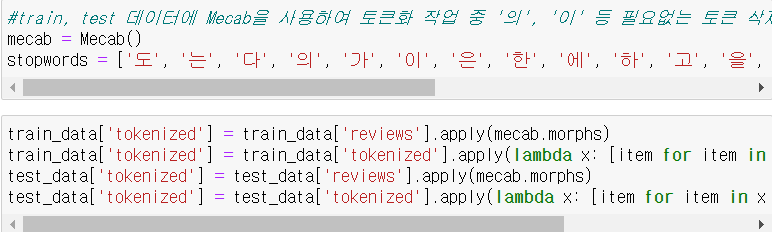 #train, test 데이터에 Mecab을 사용하여 토큰화 작업 중 '의', '이' 등 필요없는 토큰 삭제
mecab = Mecab()
stopwords = ['도', '는', '다', '의', '가', '이', '은', '한', '에', '하', '고', '을',
train_data['tokenized'] = train_data['reviews'].apply(mecab.morphs)
train_data['tokenized'] = train_data['tokenized'].apply(lambda x: [item for item in
test_data['tokenized'] = test_data['reviews'].apply(mecab.morphs)
test_data['tokenized'] = test_data['tokenized'].apply(lambda x: [item for item in x